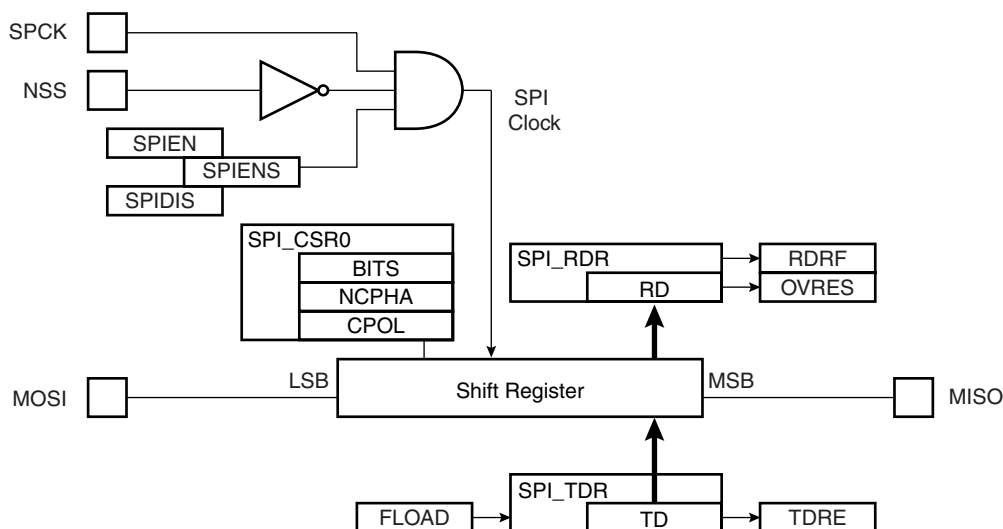 SPCK
NSS
SPI
Clock
SPIEN
SPIENS
SPIDIS
SPI_CSR0
BITS
NCPHA
CPOL
SPI_RDR
RD
RDRF
OVRES
MOSI
LSB
Shift Register
MSB
MISO
SPI_TDR
FLOAD
TD
TDRE